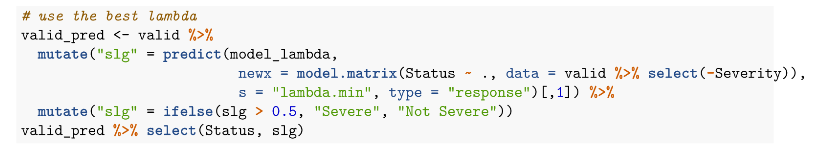 # use the best lambda
valid_pred <- valid %>%
  mutate("slg" = predict(model_lambda,
                         newx = model.matrix(Status ~ ., data = valid %>% select(-Severity)),
                         s = "lambda.min", type = "response")[,1]) %>%
  mutate("slg" = ifelse(slg > 0.5, "Severe", "Not Severe"))
valid_pred %>% select(Status, slg)